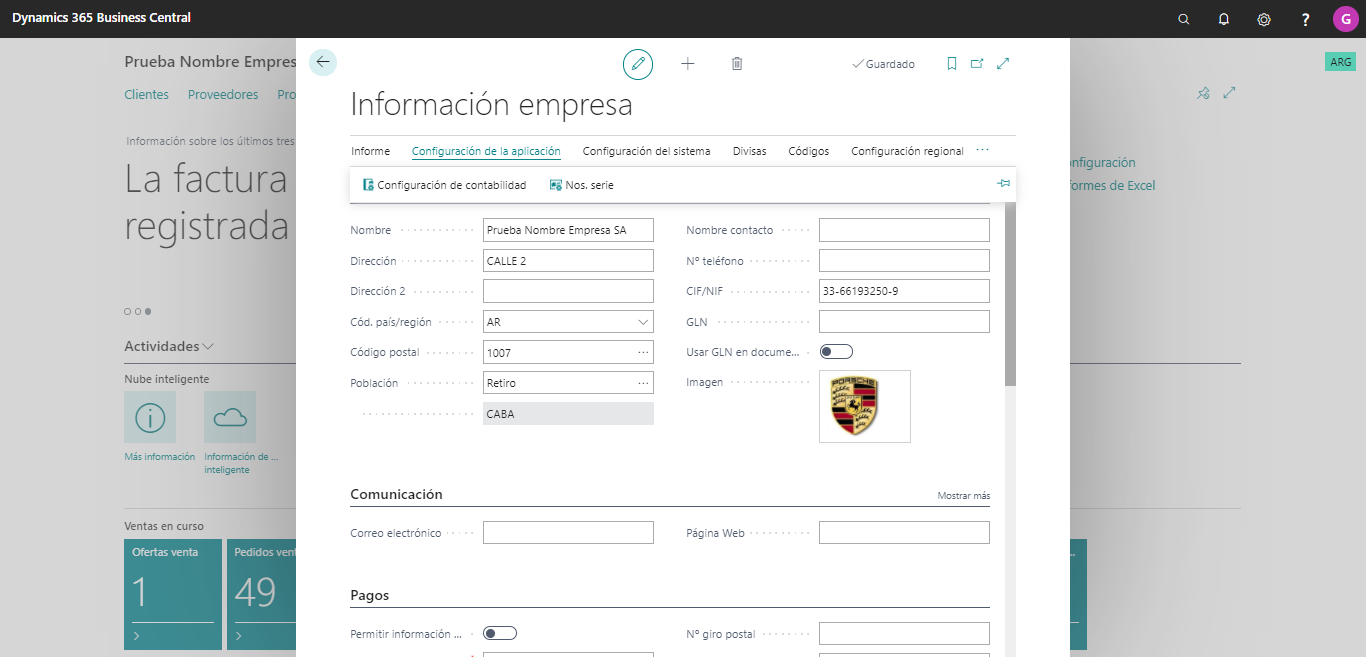 Dynamics 365 Business Central
?
G
Prueba Nombre Empres
ARG
Clientes Proveedores Pro
Información sobre los últimos tres
La factura
registrada
onfiguración
formes de Excel
Actividades
Nube inteligente
Más información
Información de ...
inteligente
Ventas en curso
Ofertas venta
1
Pedidos vent
49
Guardado
Información empresa
Informe Configuración de la aplicación Configuración del sistema Divisas Códigos Configuración regional ...
Configuración de contabilidad Nos. serie
Nombre Prueba Nombre Empresa SA
Dirección CALLE 2
Dirección 2
Cód. país/región AR
Código postal 1007 ...
Población Retiro ...
CABA
Nombre contacto
Nº teléfono
CIF/NIF 33-66193250-9
GLN
Usar GLN en docume...
Imagen
PORSCHE
Comunicación Mostrar más
Correo electrónico
Página Web
Pagos
Permitir información ...
Nº giro postal